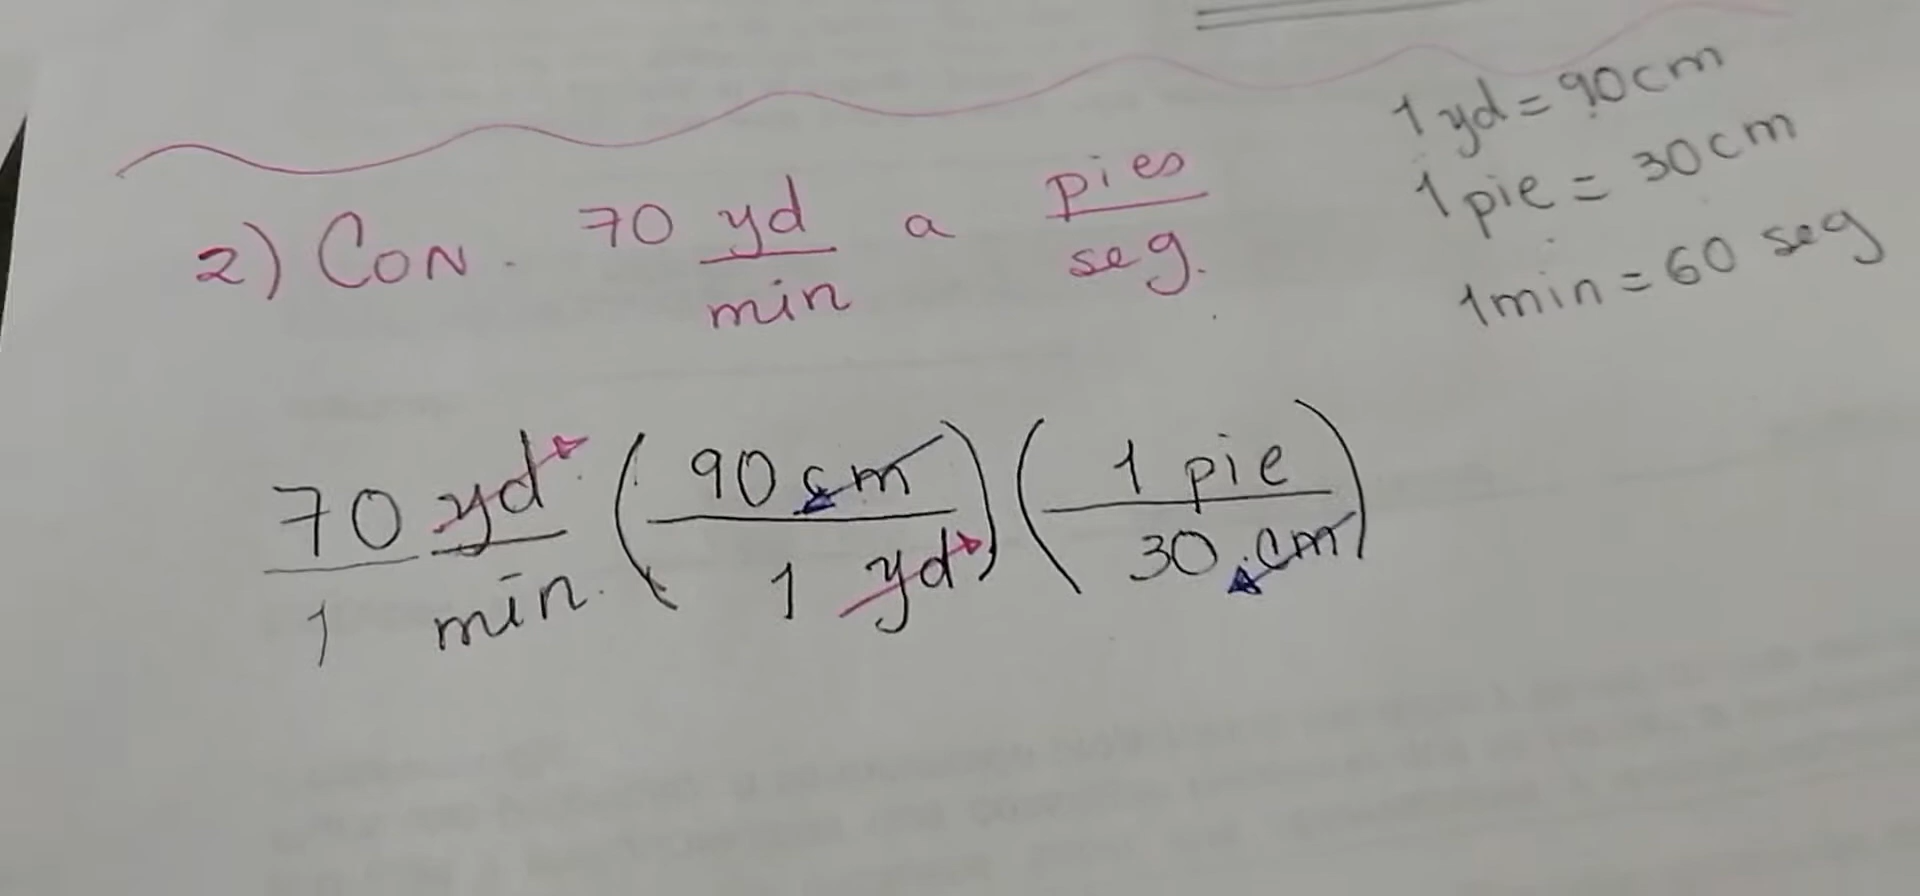 1 yd = 90 cm
1 pie = 30 cm
1 min = 60 seg
2) CON. 70 yd/min a pies/seg.
70 yd/1 min. (90 cm/1 yd) (1 pie/30 cm)